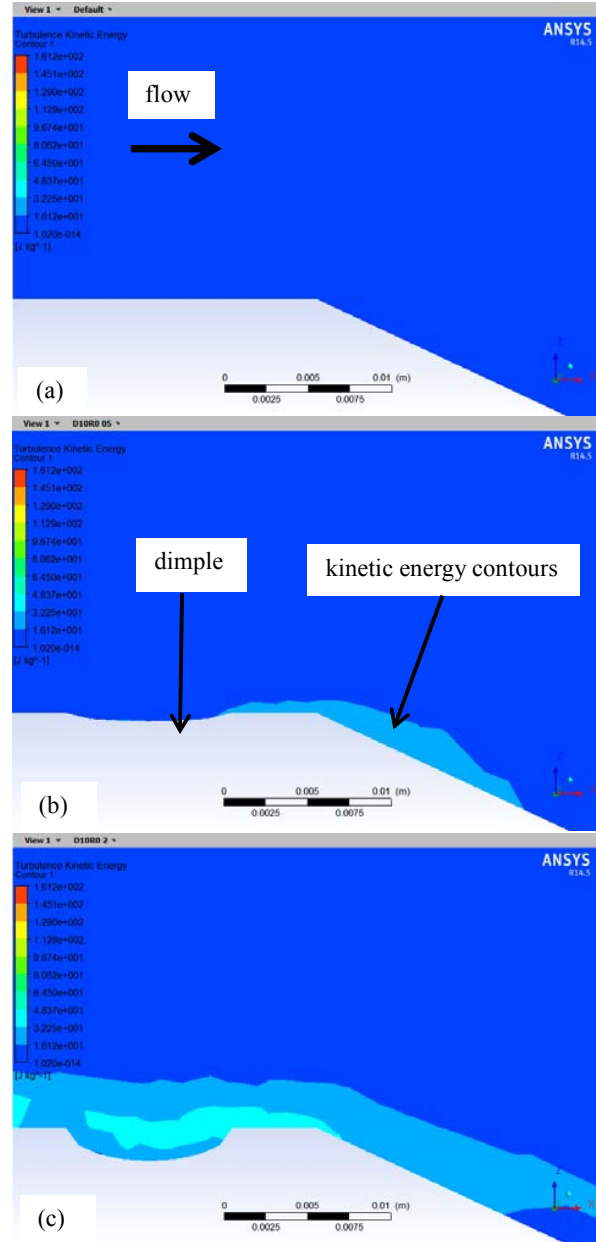 View 1 Default
ANSYS
R14.5
Turbulence Kinetic Energy
Contour 1
1.612e+002
1.451e+002
1.290e+002
1.129e+002
9.674e+001
8.062e+001
6.450e+001
4.837e+001
3.225e+001
1.612e+001
1.020e-014
[J kg^-1]
flow
0 0.005 0.01 (m)
0.0025 0.0075
Z
X
(a)
View 1 D10R0 05
ANSYS
R14.5
Turbulence Kinetic Energy
Contour 1
1.612e+002
1.451e+002
1.290e+002
1.129e+002
9.674e+001
8.062e+001
6.450e+001
4.837e+001
3.225e+001
1.612e+001
1.020e-014
[J kg^-1]
dimple
kinetic energy contours
0 0.005 0.01 (m)
0.0025 0.0075
Z
(b)
View 1 D10R0 2
ANSYS
R14.5
Turbulence Kinetic Energy
Contour 1
1.612e+002
1.451e+002
1.290e+002
1.129e+002
9.674e+001
8.062e+001
6.450e+001
4.837e+001
3.225e+001
1.612e+001
1.020e-014
[J kg^-1]
0 0.005 0.01 (m)
0.0025 0.0075
Z
X
(c)